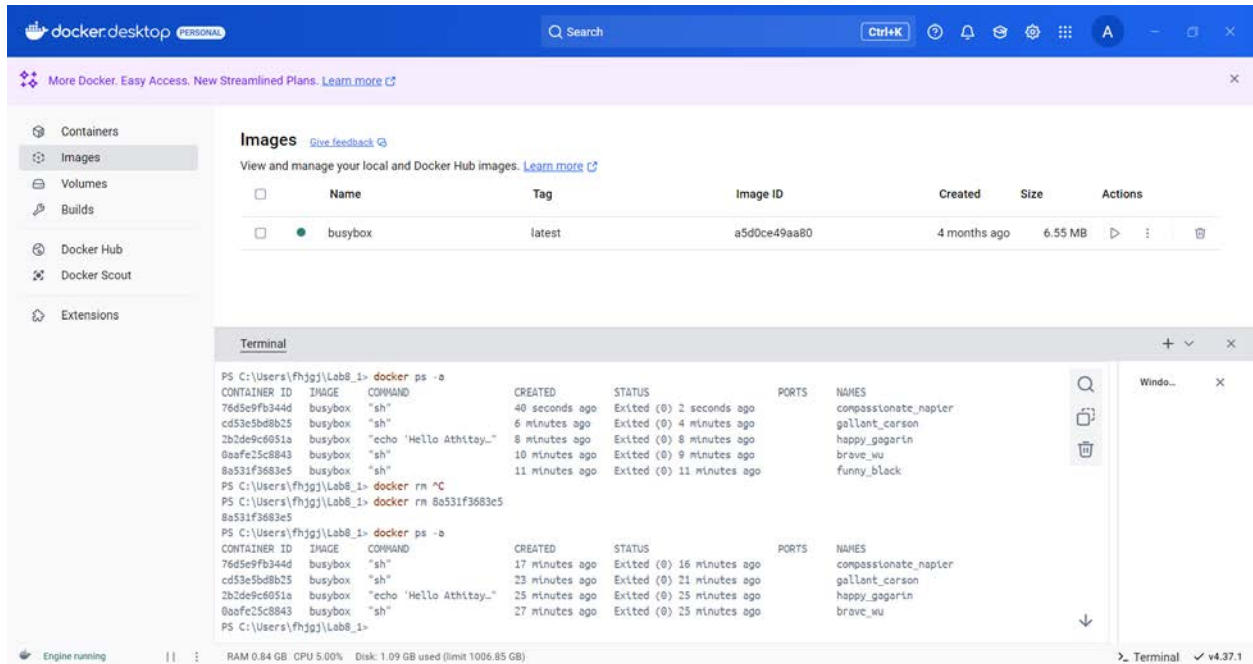 docker.desktop PERSONAL
Search
Ctrl+K
A
More Docker. Easy Access. New Streamlined Plans. Learn more
Containers
Images
Volumes
Builds
Docker Hub
Docker Scout
Extensions
Images Give feedback
View and manage your local and Docker Hub images. Learn more
Name Tag Image ID Created Size Actions
busybox latest a5d0ce49aa80 4 months ago 6.55 MB
Terminal
Windo...
PS C:\Users\fhjgj\Lab8_1> docker ps -a
CONTAINER ID IMAGE COMMAND CREATED STATUS PORTS NAMES
76d5e9fb344d busybox "sh" 40 seconds ago Exited (0) 2 seconds ago compassionate_napier
cd53e5bd8b25 busybox "sh" 6 minutes ago Exited (0) 4 minutes ago gallant_carson
2b2de9c6051a busybox "echo 'Hello Athitay…" 8 minutes ago Exited (0) 8 minutes ago happy_gagarin
0aafe25c8843 busybox "sh" 10 minutes ago Exited (0) 9 minutes ago brave_wu
8a531f3683e5 busybox "sh" 11 minutes ago Exited (0) 11 minutes ago funny_black
PS C:\Users\fhjgj\Lab8_1> docker rm ^C
PS C:\Users\fhjgj\Lab8_1> docker rm 8a531f3683e5
8a531f3683e5
PS C:\Users\fhjgj\Lab8_1> docker ps -a
CONTAINER ID IMAGE COMMAND CREATED STATUS PORTS NAMES
76d5e9fb344d busybox "sh" 17 minutes ago Exited (0) 16 minutes ago compassionate_napier
cd53e5bd8b25 busybox "sh" 23 minutes ago Exited (0) 21 minutes ago gallant_carson
2b2de9c6051a busybox "echo 'Hello Athitay…" 25 minutes ago Exited (0) 25 minutes ago happy_gagarin
0aafe25c8843 busybox "sh" 27 minutes ago Exited (0) 25 minutes ago brave_wu
PS C:\Users\fhjgj\Lab8_1>
Engine running RAM 0.84 GB CPU 5.00% Disk: 1.09 GB used (limit 1006.85 GB) Terminal v4.37.1